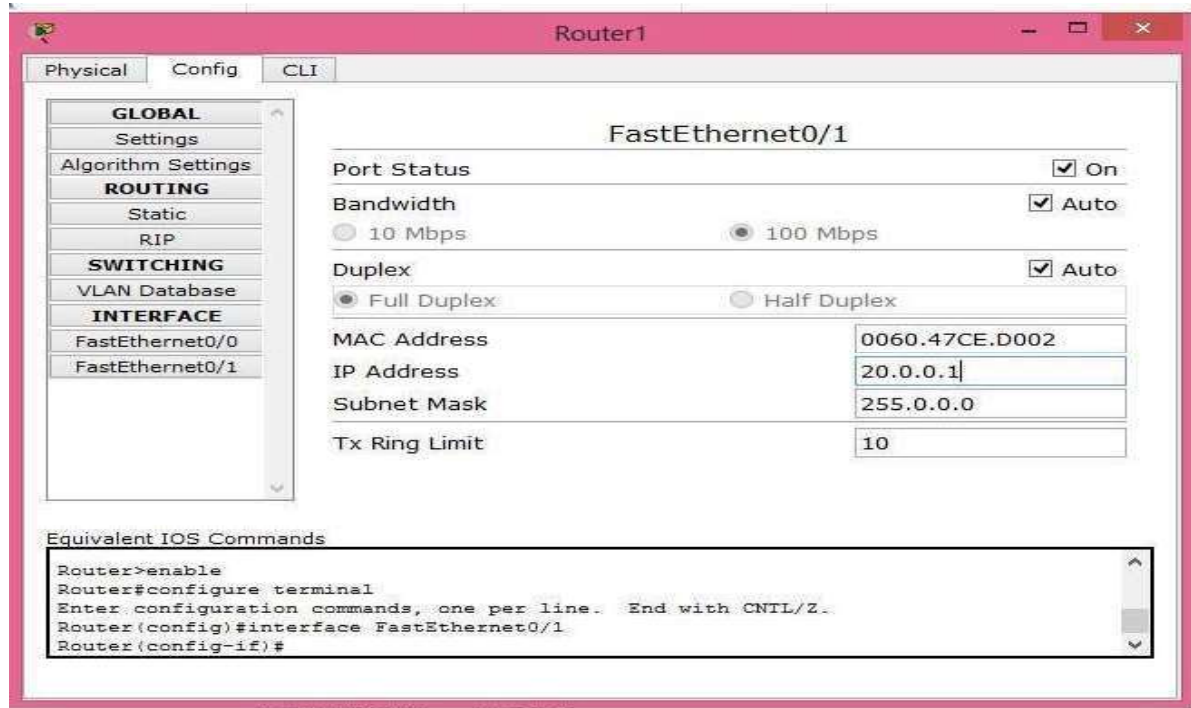 Router1
Physical Config CLI
GLOBAL
Settings
Algorithm Settings
ROUTING
Static
RIP
SWITCHING
VLAN Database
INTERFACE
FastEthernet0/0
FastEthernet0/1
FastEthernet0/1
Port Status On
Bandwidth Auto
10 Mbps 100 Mbps
Duplex Auto
Full Duplex Half Duplex
MAC Address 0060.47CE.D002
IP Address 20.0.0.1
Subnet Mask 255.0.0.0
Tx Ring Limit 10
Equivalent IOS Commands
Router>enable
Router#configure terminal
Enter configuration commands, one per line. End with CNTL/Z.
Router(config)#interface FastEthernet0/1
Router(config-if)#